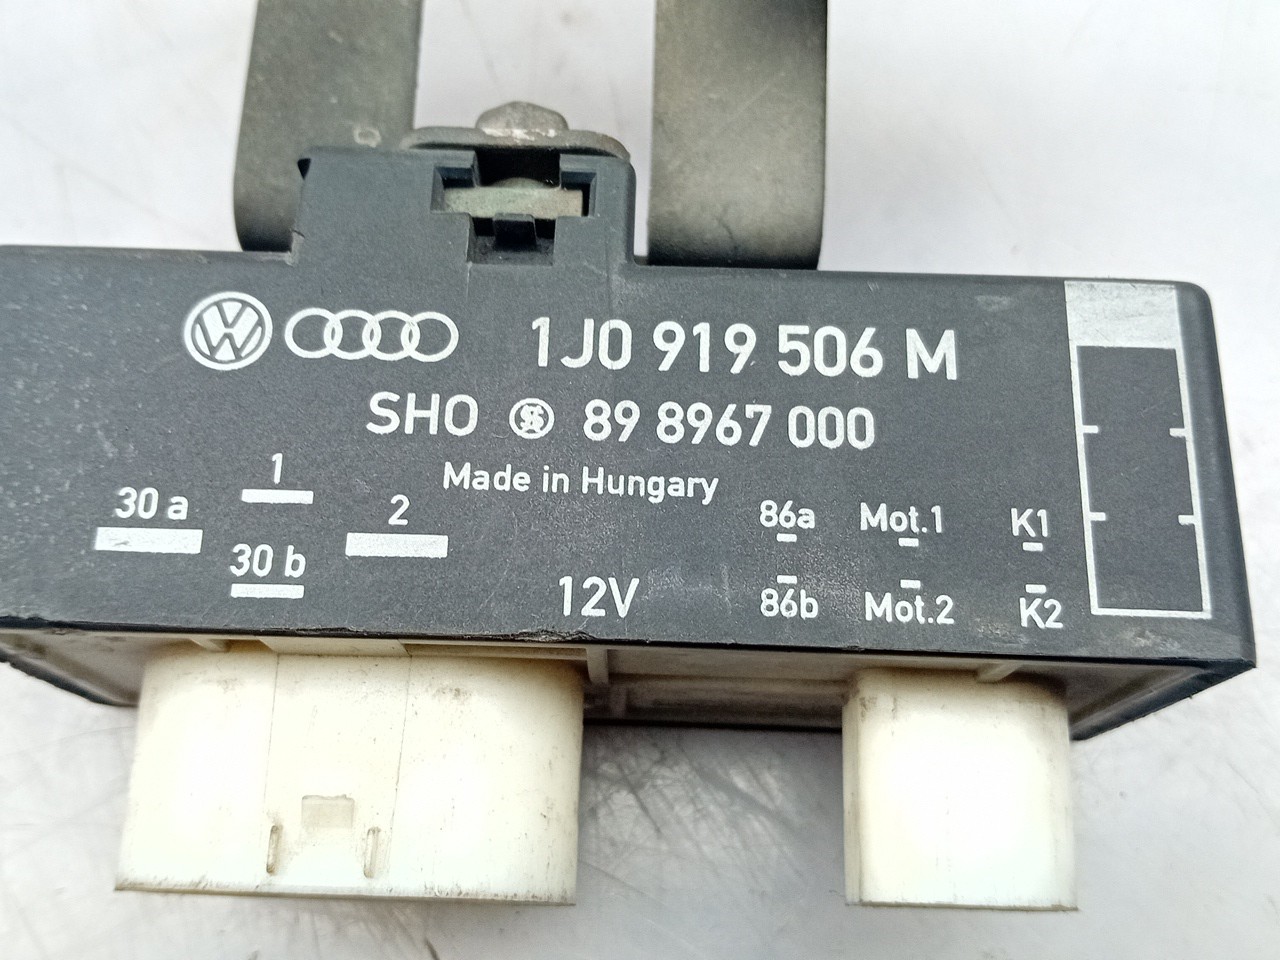 1J0 919 506 M
SHO 89 8967 000
Made in Hungary
30 a 1 2
30 b
12V
86a Mot.1 K1
86b Mot.2 K2